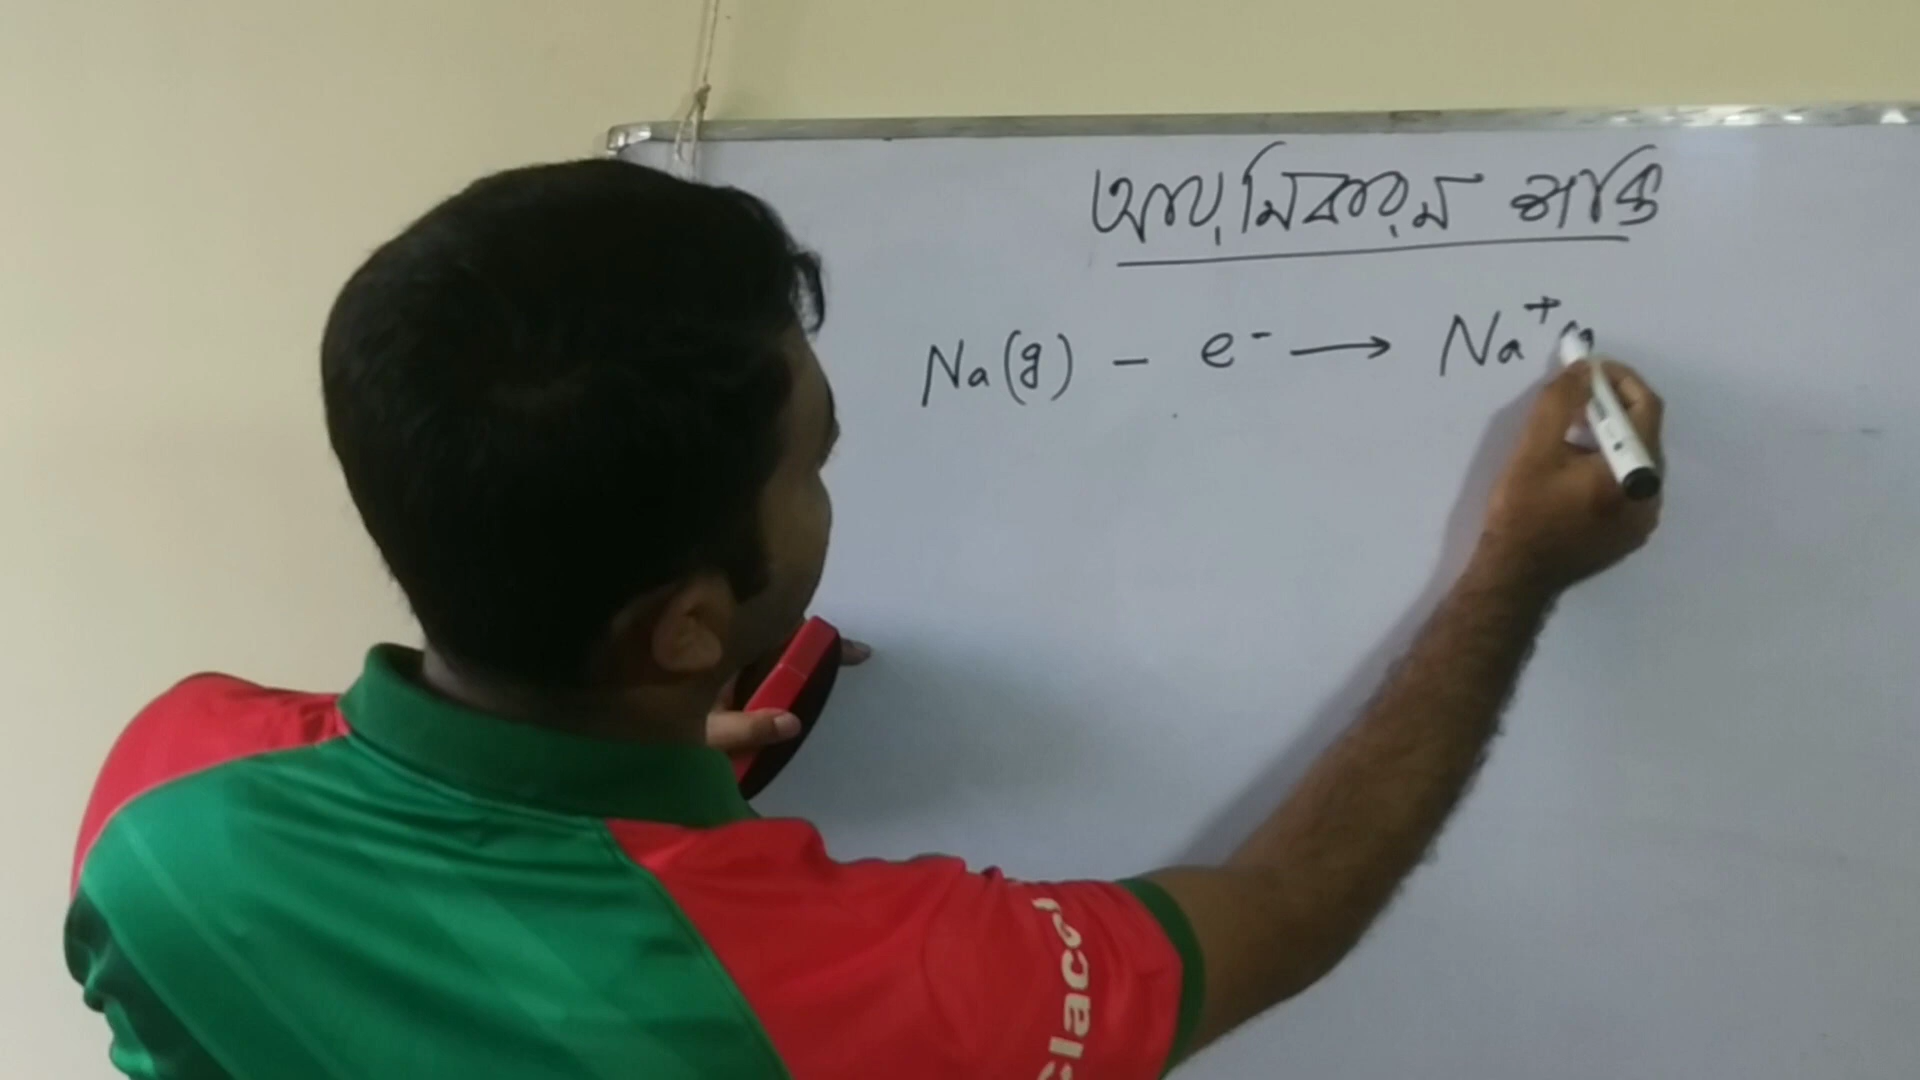 আয়নিকরণ শক্তি
Na(g) - e⁻ → Na⁺(g